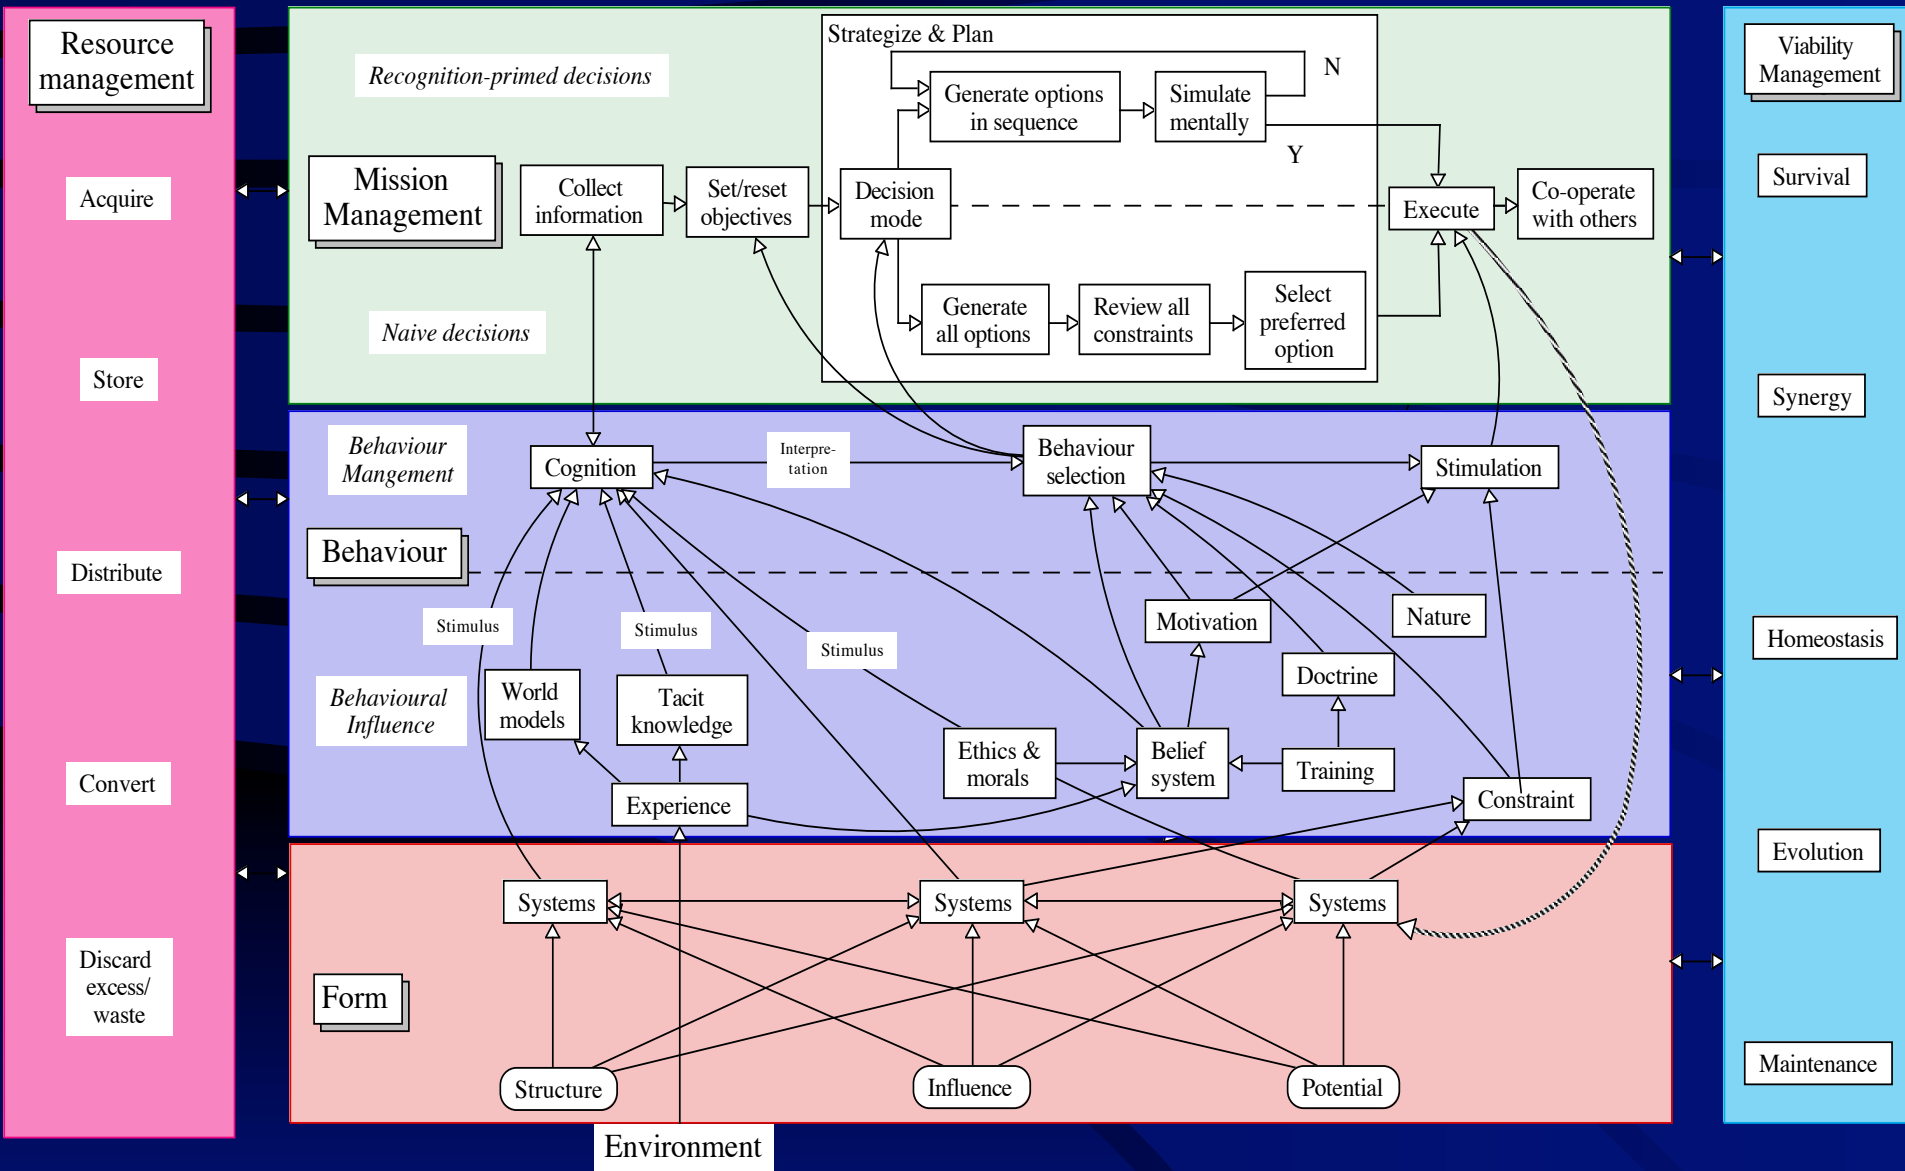 Resource
management
Acquire
Store
Distribute
Convert
Discard
excess/
waste
Recognition-primed decisions
Mission
Management
Naive decisions
Collect
information
Set/reset
objectives
Strategize & Plan
Generate options
in sequence
Simulate
mentally
N
Y
Decision
mode
Generate
all options
Review all
constraints
Select
preferred
option
Execute
Co-operate
with others
Behaviour
Mangement
Cognition
Interpre-
tation
Behaviour
selection
Stimulation
Behaviour
Stimulus
Stimulus
Stimulus
Motivation
Nature
Behavioural
Influence
World
models
Tacit
knowledge
Doctrine
Ethics &
morals
Belief
system
Training
Experience
Constraint
Systems
Systems
Systems
Form
Structure
Influence
Potential
Environment
Viability
Management
Survival
Synergy
Homeostasis
Evolution
Maintenance